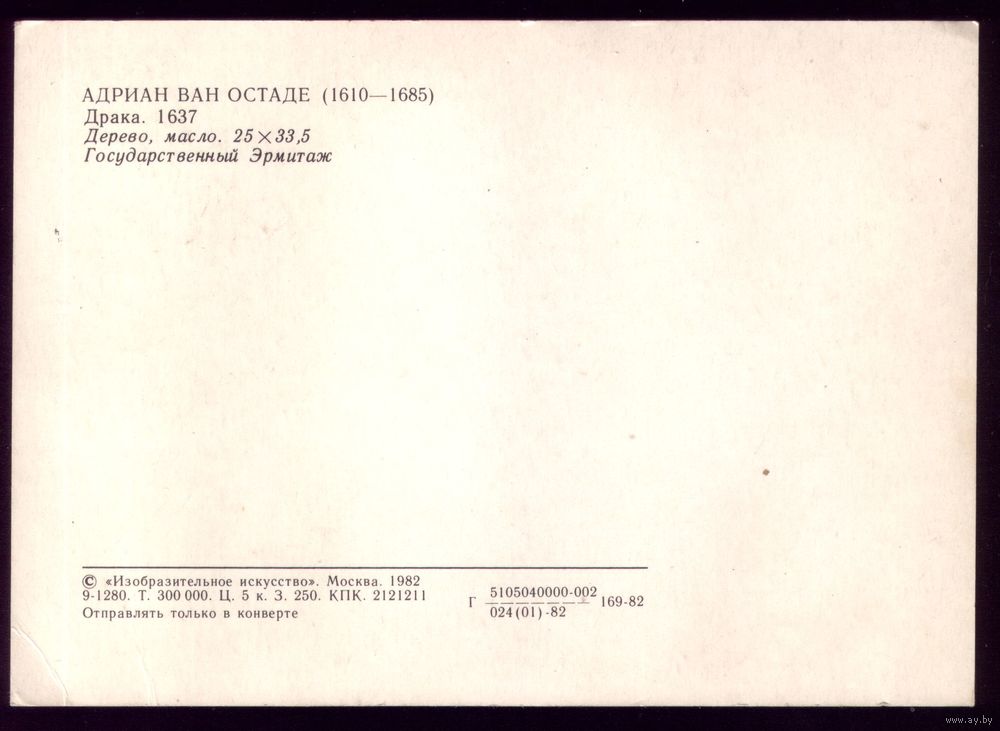 АДРИАН ВАН ОСТАДЕ (1610—1685)
Драка. 1637
Дерево, масло. 25×33,5
Государственный Эрмитаж
© «Изобразительное искусство». Москва. 1982
9-1280. Т. 300 000. Ц. 5 к. З. 250. КПК. 2121211
Отправлять только в конверте
Г 5105040000-002 169-82
024(01)-82
www.ay.by